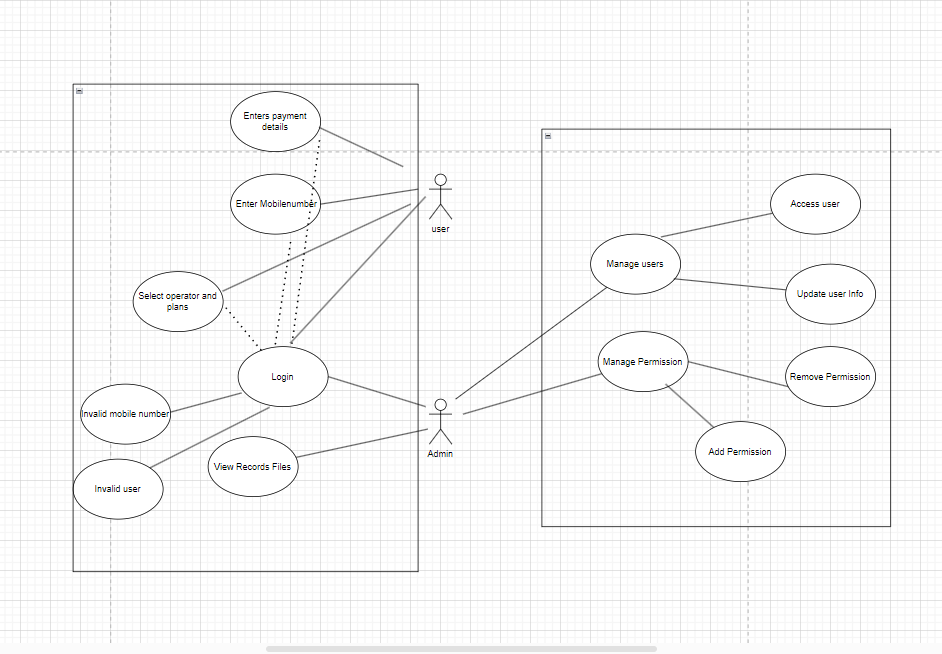 Enters payment
details
Enter Mobilenumber
user
Select operator and
plans
Login
Invalid mobile number
Invalid user
View Records Files
Admin
Access user
Manage users
Update user Info
Manage Permission
Remove Permission
Add Permission